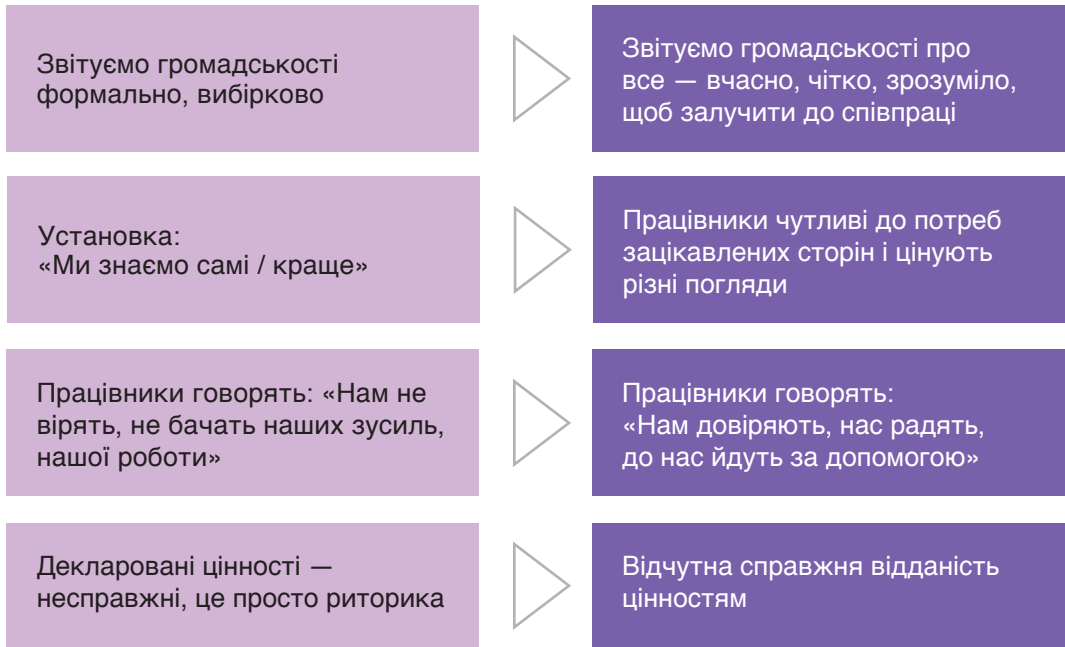 Звітуємо громадськості
формально, вибірково
Звітуємо громадськості про
все — вчасно, чітко, зрозуміло,
щоб залучити до співпраці
Установка:
«Ми знаємо самі / краще»
Працівники чутливі до потреб
зацікавлених сторін і цінують
різні погляди
Працівники говорять: «Нам не
вірять, не бачать наших зусиль,
нашої роботи»
Працівники говорять:
«Нам довіряють, нас радять,
до нас йдуть за допомогою»
Декларовані цінності —
несправжні, це просто риторика
Відчутна справжня відданість
цінностям